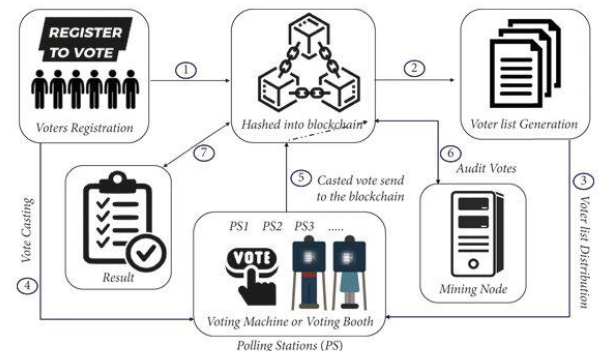 REGISTER
TO VOTE
Voters Registration
1
Hashed into blockchain
2
Voter list Generation
7
6
Audit Votes
3
Voter list Distribution
5
Casted vote send
to the blockchain
Vote Casting
4
Result
PS1 PS2 PS3 .....
VOTE
Voting Machine or Voting Booth
Polling Stations (PS)
Mining Node